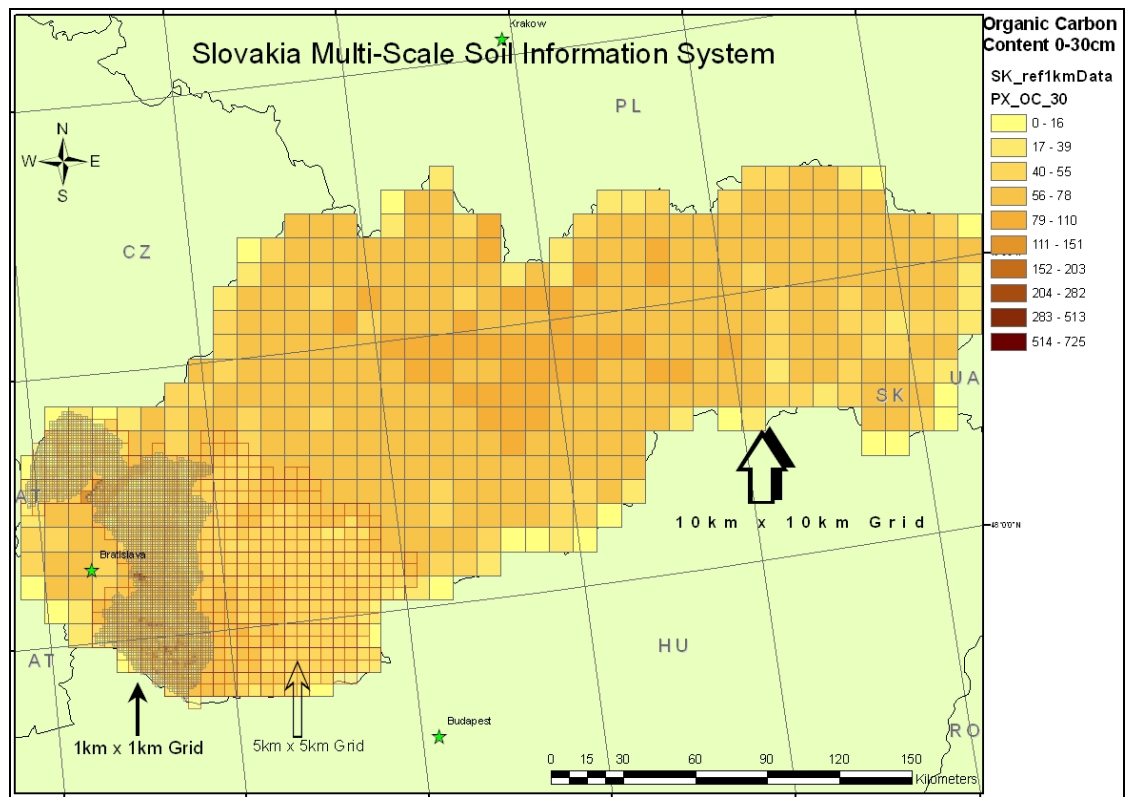 Slovakia Multi-Scale Soil Information System
Krakow
PL
CZ
N
W E
S
SK
UA
AT
Bratislava
AT
HU
Budapest
RO
10km x 10km Grid
1km x 1km Grid
5km x 5km Grid
48°0'0"N
0 15 30 60 90 120 150
Kilometers
Organic Carbon
Content 0-30cm
SK_ref1kmData
PX_OC_30
0 - 16
17 - 39
40 - 55
56 - 78
79 - 110
111 - 151
152 - 203
204 - 282
283 - 513
514 - 725